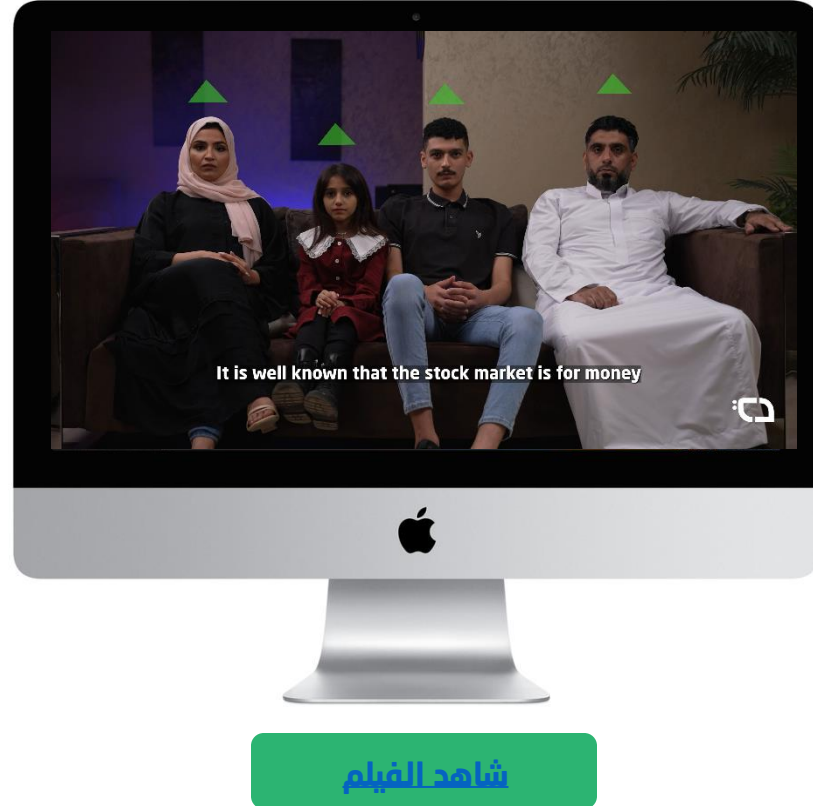 It is well known that the stock market is for money
شاهد الفيلم